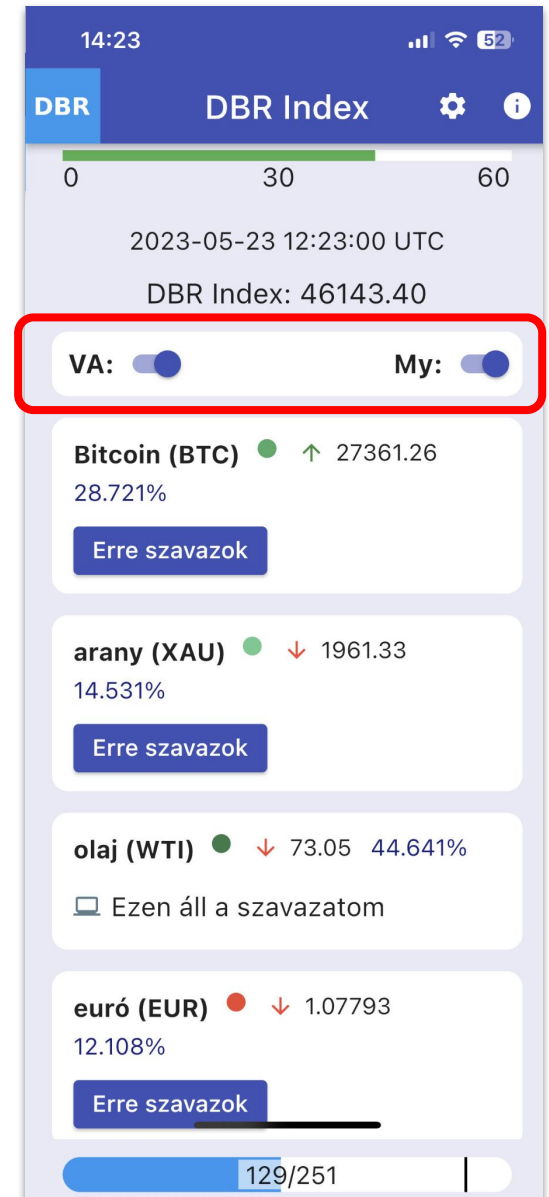 14:23 52
DBR DBR Index
0 30 60
2023-05-23 12:23:00 UTC
DBR Index: 46143.40
VA: My:
Bitcoin (BTC) ↑ 27361.26
28.721%
Erre szavazok
arany (XAU) ↓ 1961.33
14.531%
Erre szavazok
olaj (WTI) ↓ 73.05 44.641%
Ezen áll a szavazatom
euró (EUR) ↓ 1.07793
12.108%
Erre szavazok
129/251